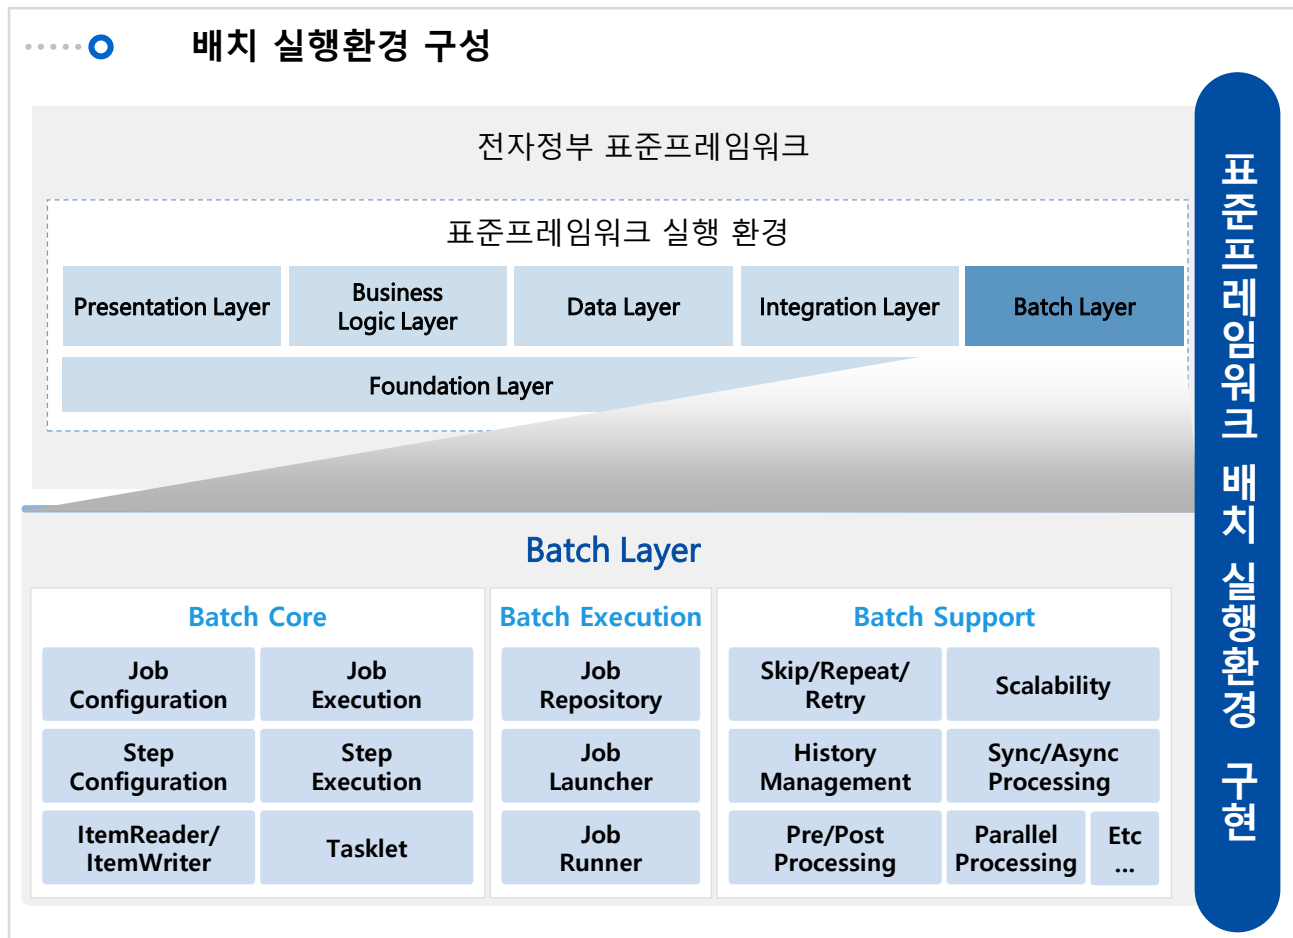 배치 실행환경 구성
전자정부 표준프레임워크
표준프레임워크 실행 환경
Presentation Layer
Business
Logic Layer
Data Layer
Integration Layer
Batch Layer
Foundation Layer
Batch Layer
Batch Core
Job
Configuration
Job
Execution
Step
Configuration
Step
Execution
ItemReader/
ItemWriter
Tasklet
Batch Execution
Job
Repository
Job
Launcher
Job
Runner
Batch Support
Skip/Repeat/
Retry
Scalability
History
Management
Sync/Async
Processing
Pre/Post
Processing
Parallel
Processing
Etc
...
표준프레임워크 배치 실행환경 구현